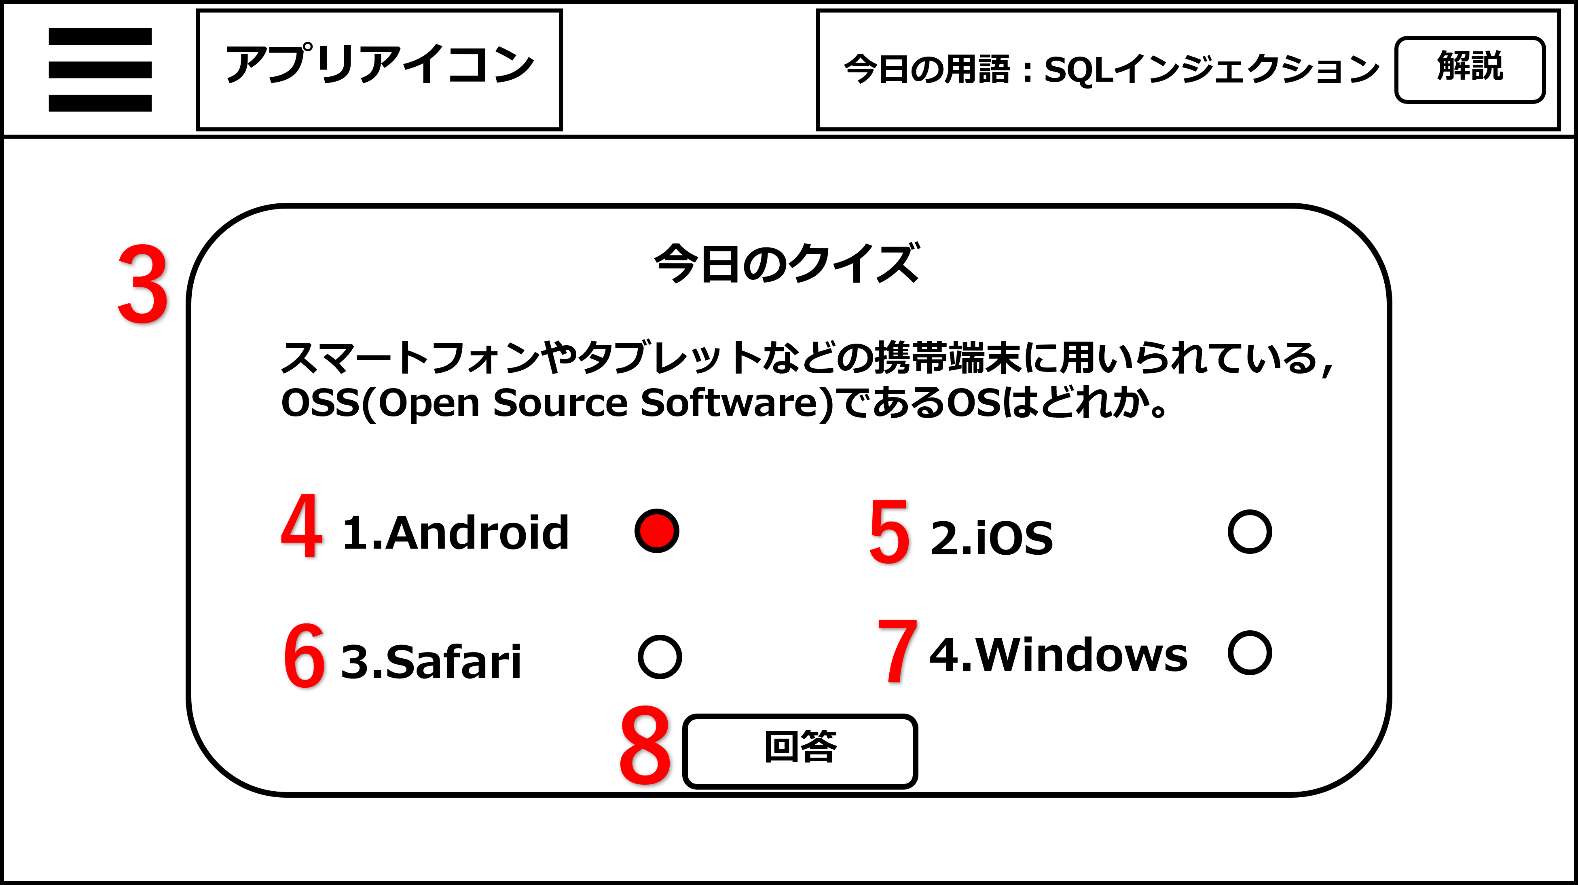 アプリアイコン
今日の用語：SQLインジェクション 解説
3
今日のクイズ
スマートフォンやタブレットなどの携帯端末に用いられている，
OSS(Open Source Software)であるOSはどれか。
4 1.Android
5 2.iOS
6 3.Safari
7 4.Windows
8 回答